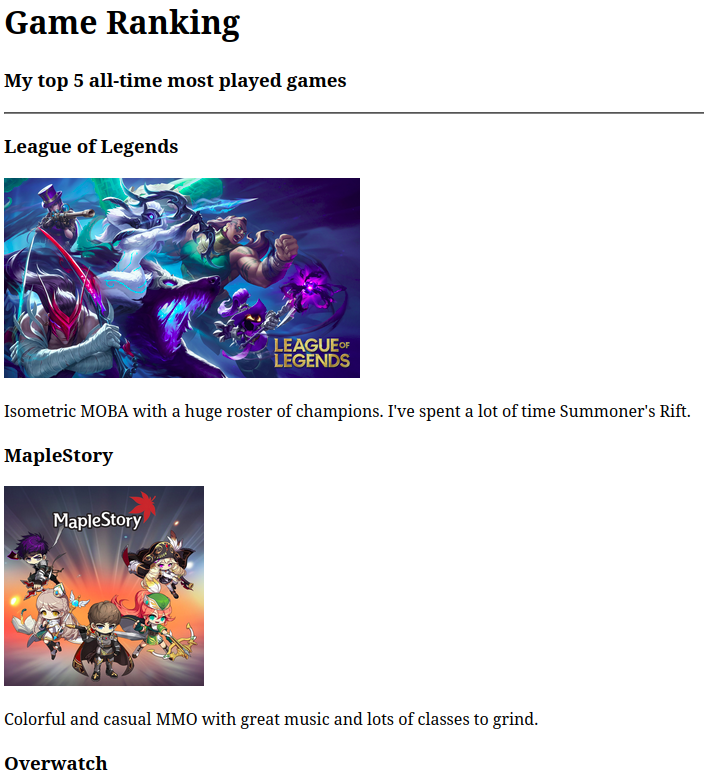 Game Ranking
My top 5 all-time most played games
League of Legends
LEAGUE OF
LEGENDS
Isometric MOBA with a huge roster of champions. I've spent a lot of time Summoner's Rift.
MapleStory
MapleStory
Colorful and casual MMO with great music and lots of classes to grind.
Overwatch